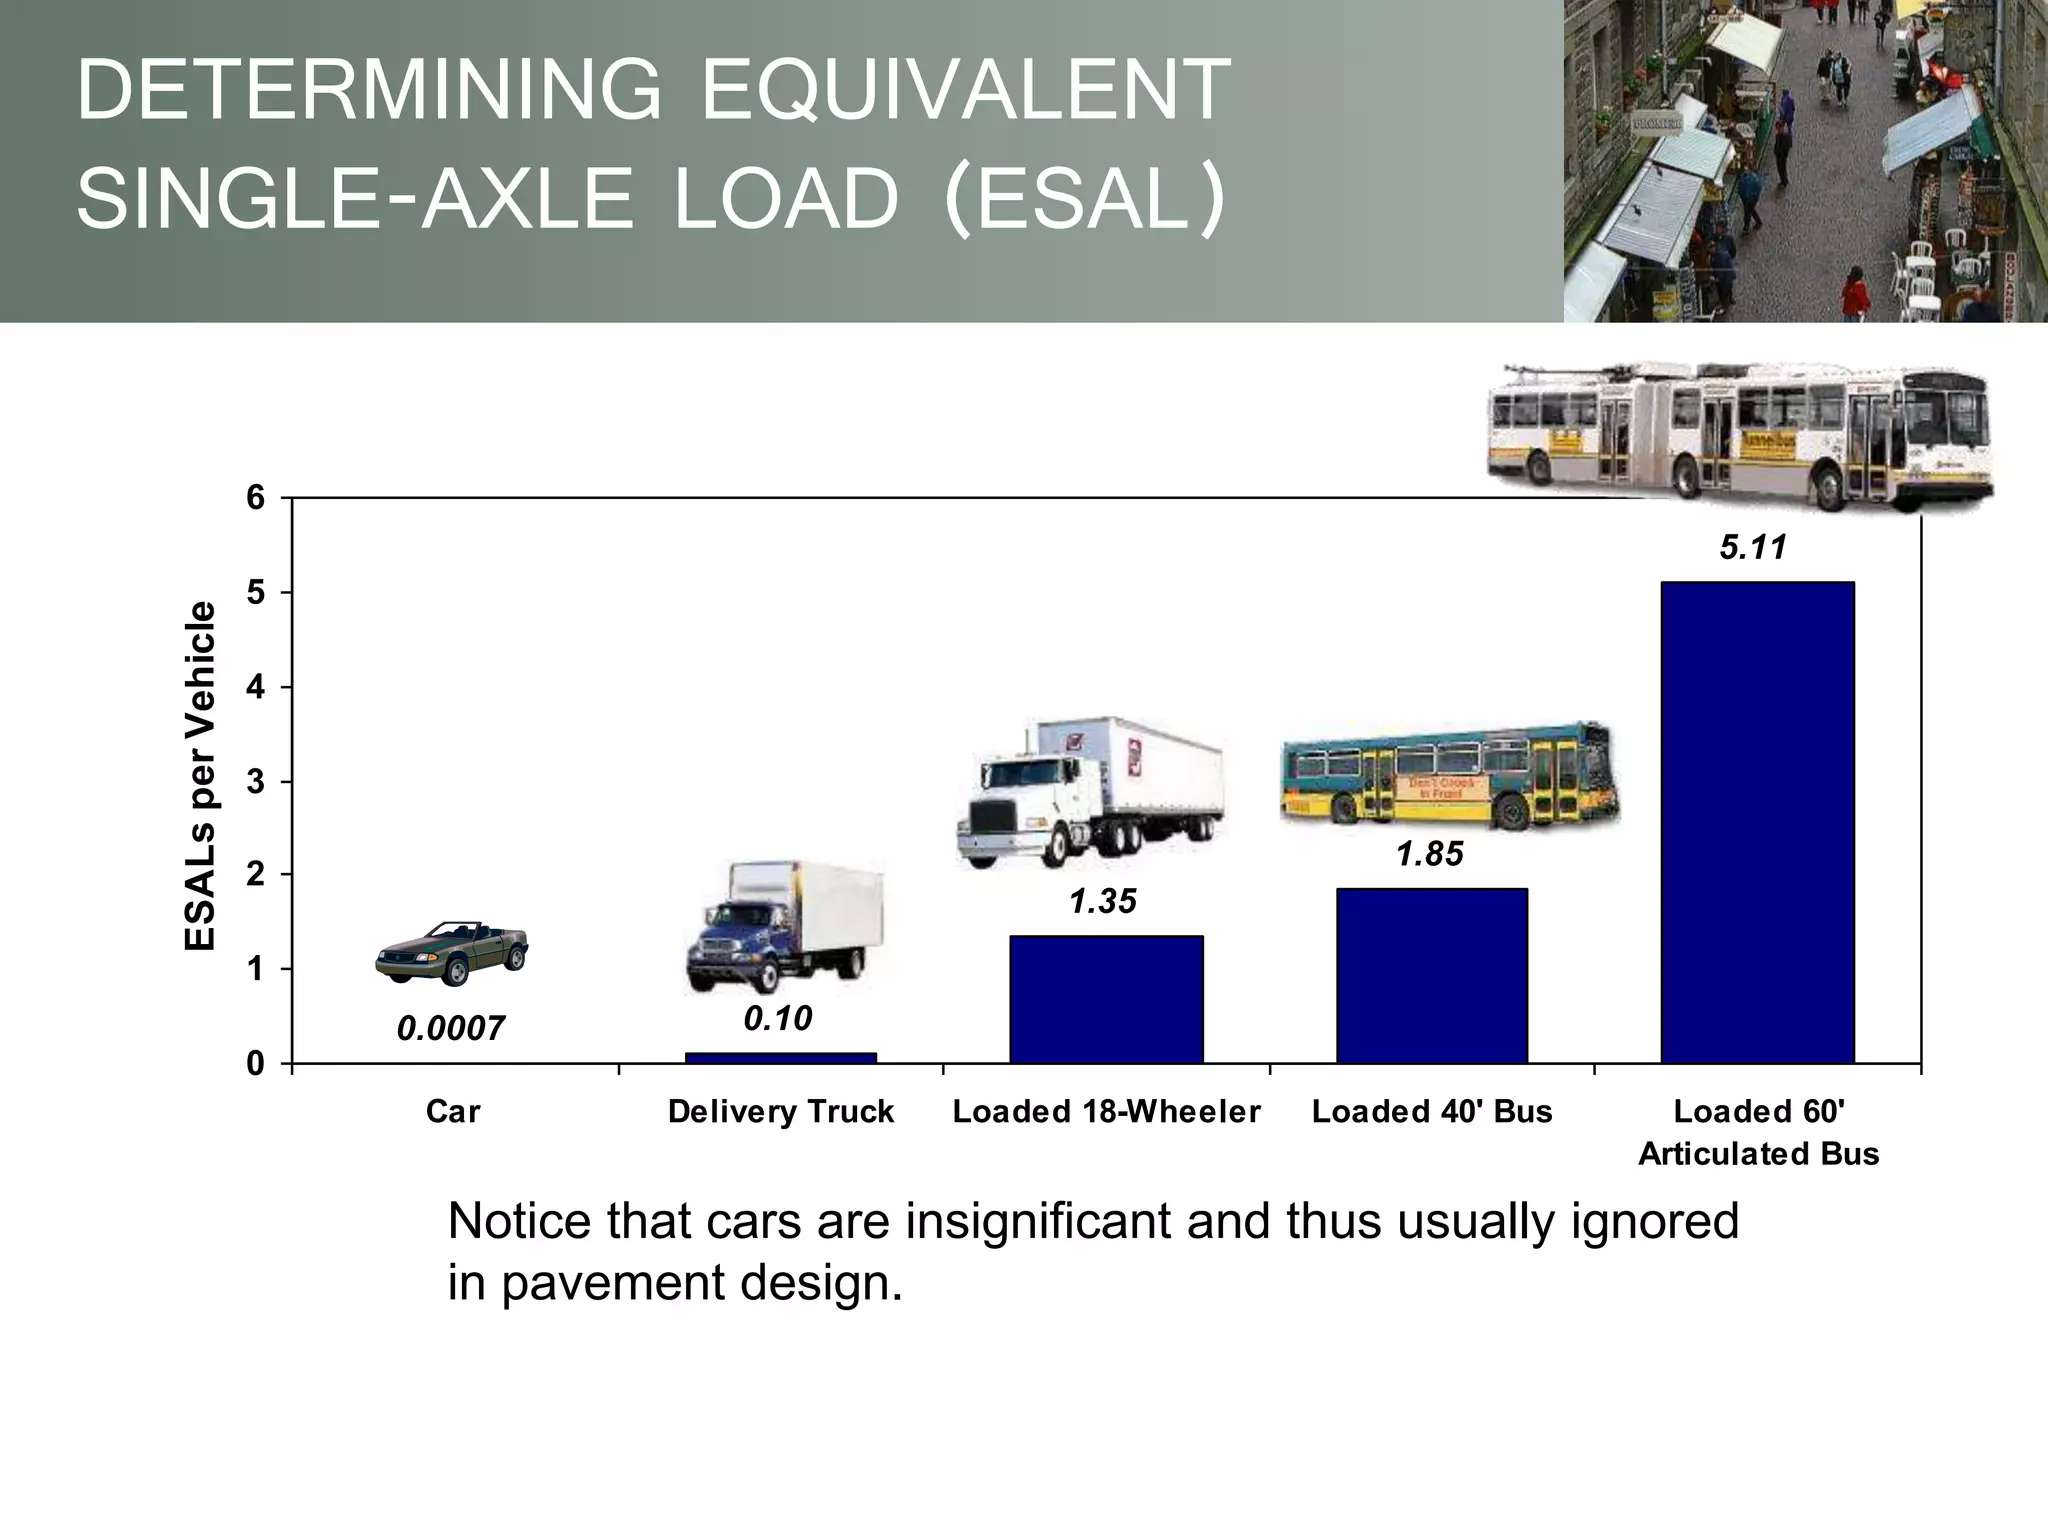 DETERMINING EQUIVALENT
SINGLE-AXLE LOAD (ESAL)
ESALs per Vehicle
6
5
4
3
2
1
0
5.11
1.85
1.35
0.10
0.0007
Car
Delivery Truck
Loaded 18-Wheeler
Loaded 40' Bus
Loaded 60'
Articulated Bus
Notice that cars are insignificant and thus usually ignored
in pavement design.